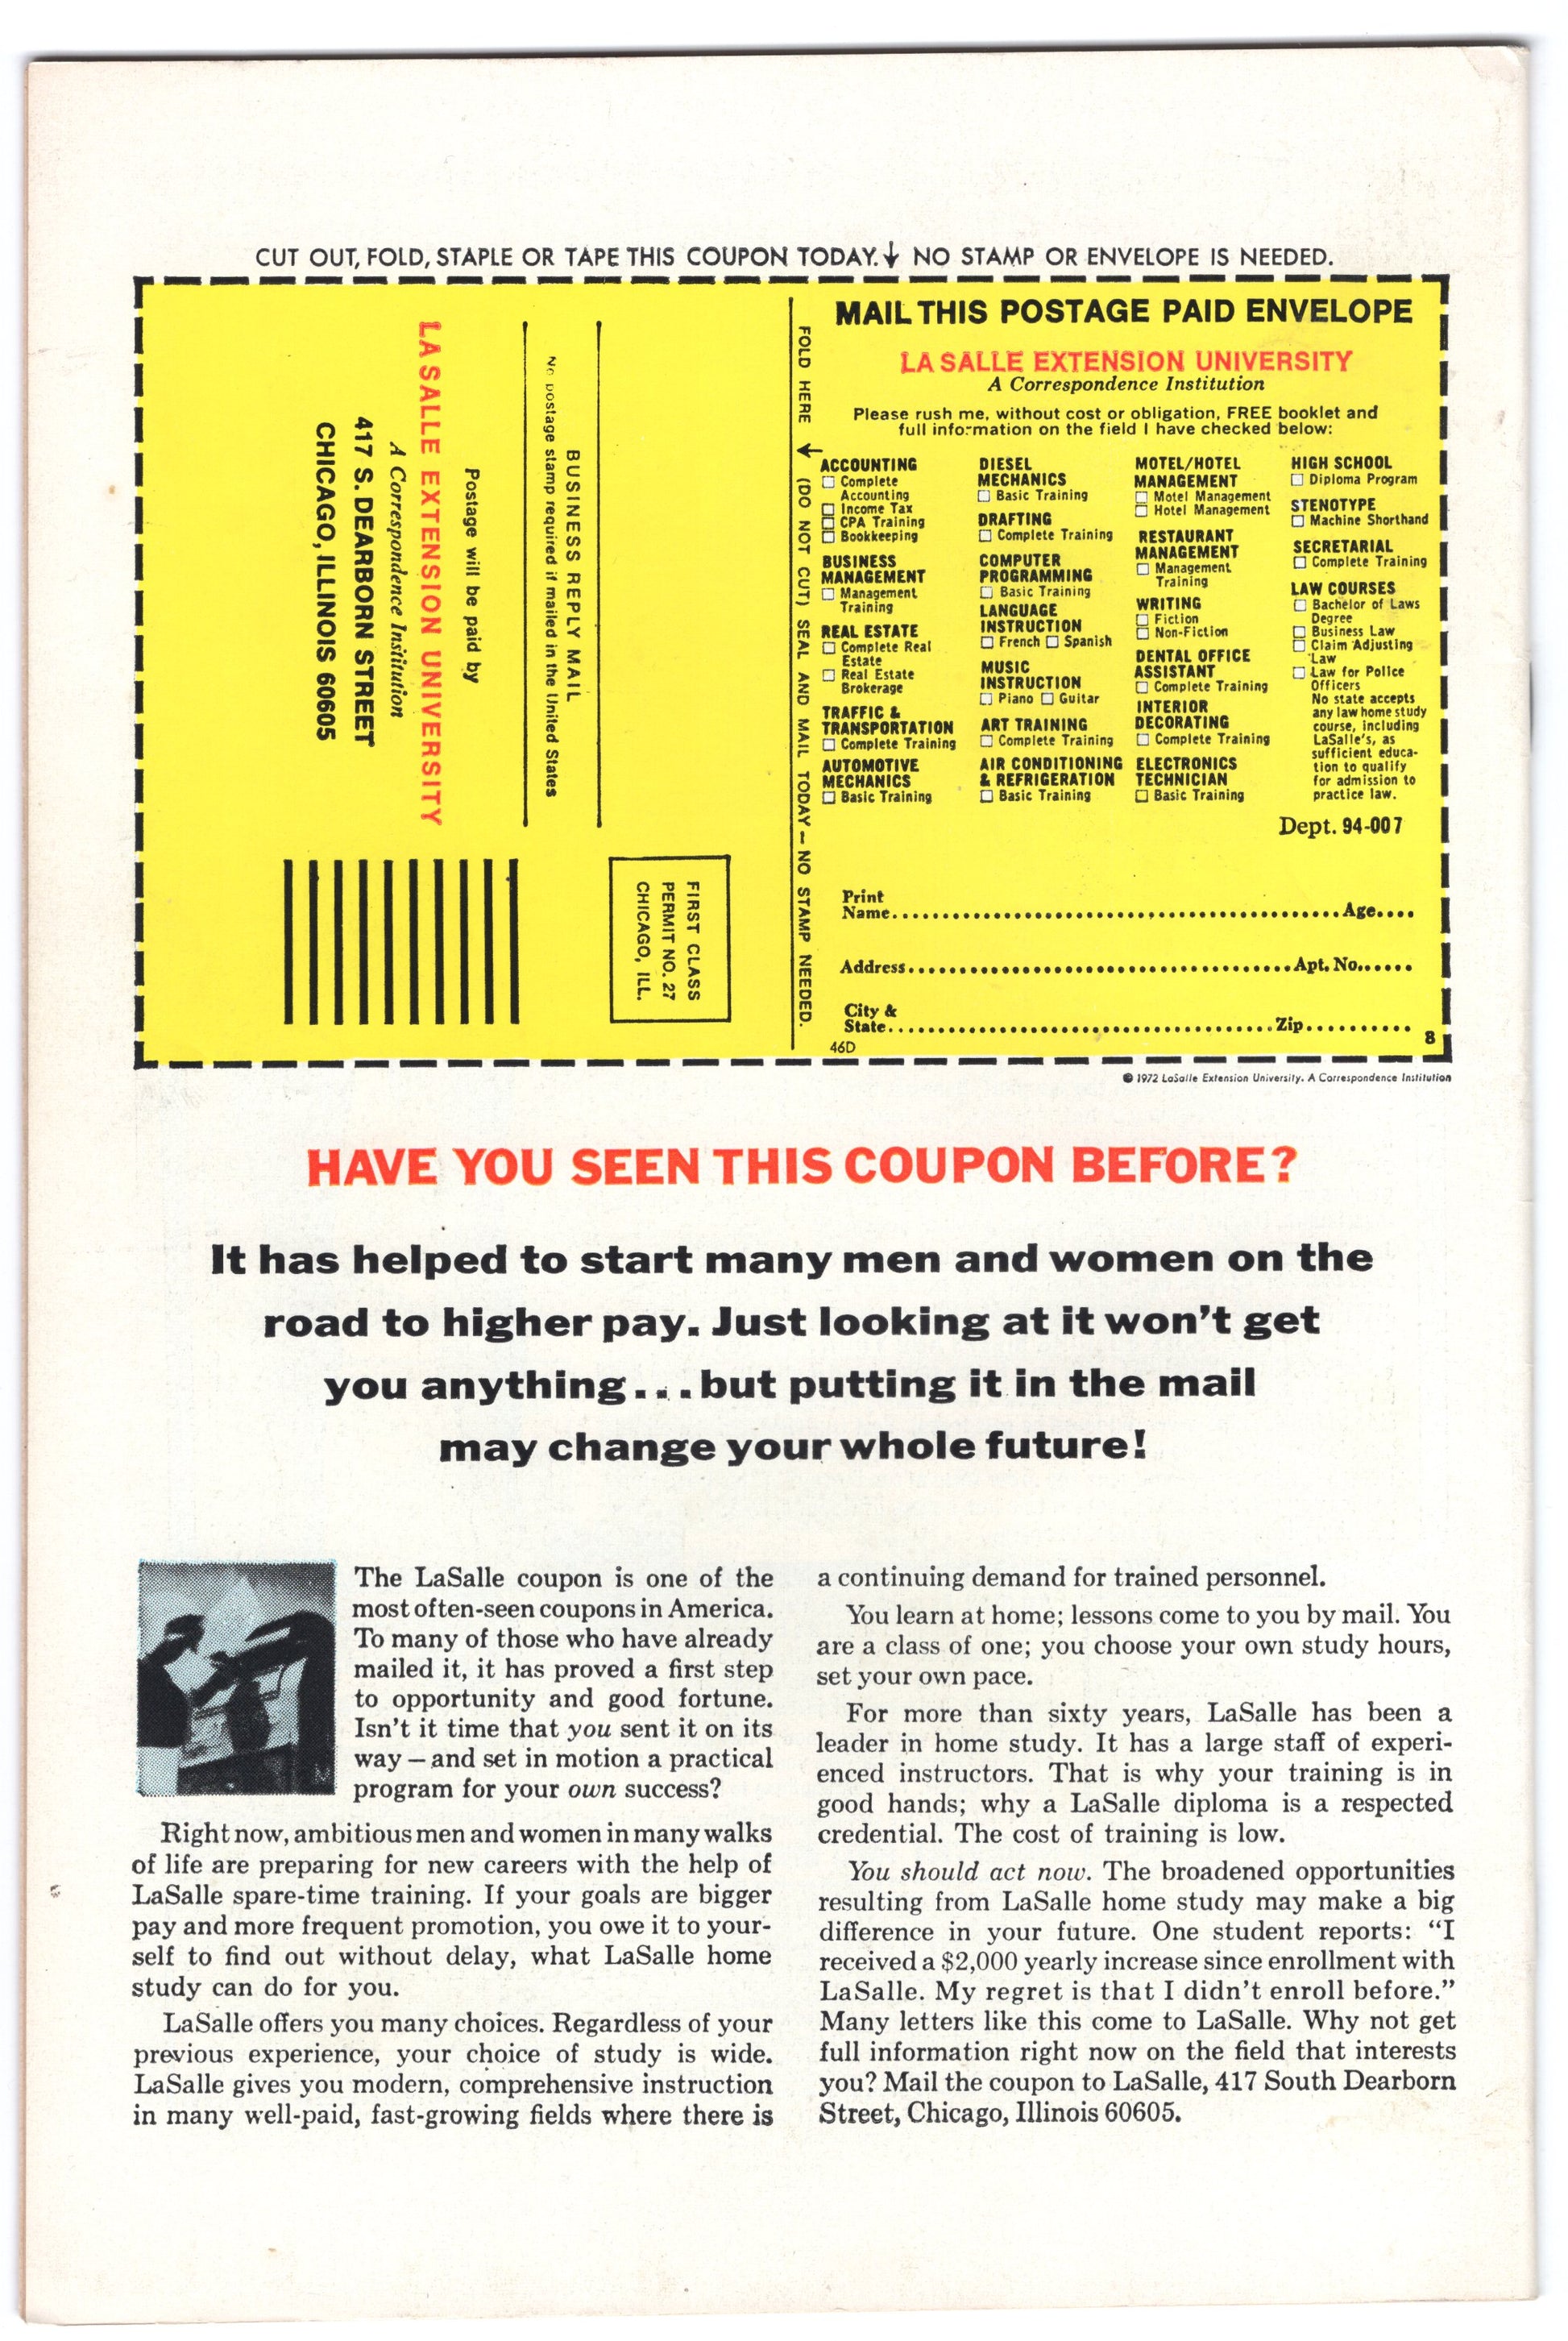 CUT OUT, FOLD, STAPLE OR TAPE THIS COUPON TODAY.↓ NO STAMP OR ENVELOPE IS NEEDED.
LA SALLE EXTENSION UNIVERSITY
A Correspondence Institution
417 S. DEARBORN STREET
CHICAGO, ILLINOIS 60605
Postage will be paid by
BUSINESS REPLY MAIL
No postage stamp required if mailed in the United States
FIRST CLASS
PERMIT NO. 27
CHICAGO, ILL.
FOLD HERE ← (DO NOT CUT) SEAL AND MAIL TODAY – NO STAMP NEEDED.
MAIL THIS POSTAGE PAID ENVELOPE
LA SALLE EXTENSION UNIVERSITY
A Correspondence Institution
Please rush me, without cost or obligation, FREE booklet and
full information on the field I have checked below:
ACCOUNTING
☐ Complete
Accounting
☐ Income Tax
☐ CPA Training
☐ Bookkeeping
BUSINESS
MANAGEMENT
☐ Management
Training
REAL ESTATE
☐ Complete Real
Estate
☐ Real Estate
Brokerage
TRAFFIC &
TRANSPORTATION
☐ Complete Training
AUTOMOTIVE
MECHANICS
☐ Basic Training
DIESEL
MECHANICS
☐ Basic Training
DRAFTING
☐ Complete Training
COMPUTER
PROGRAMMING
☐ Basic Training
LANGUAGE
INSTRUCTION
☐ French ☐ Spanish
MUSIC
INSTRUCTION
☐ Piano ☐ Guitar
ART TRAINING
☐ Complete Training
AIR CONDITIONING
& REFRIGERATION
☐ Basic Training
MOTEL/HOTEL
MANAGEMENT
☐ Motel Management
☐ Hotel Management
RESTAURANT
MANAGEMENT
☐ Management
Training
WRITING
☐ Fiction
☐ Non-Fiction
DENTAL OFFICE
ASSISTANT
☐ Complete Training
INTERIOR
DECORATING
☐ Complete Training
ELECTRONICS
TECHNICIAN
☐ Basic Training
HIGH SCHOOL
☐ Diploma Program
STENOTYPE
☐ Machine Shorthand
SECRETARIAL
☐ Complete Training
LAW COURSES
☐ Bachelor of Laws
Degree
☐ Business Law
☐ Claim Adjusting
Law
☐ Law for Police
Officers
No state accepts
any law home study
course, including
LaSalle's, as
sufficient educa-
tion to qualify
for admission to
practice law.
Dept. 94-007
Print
Name.......... Age....
Address.......... Apt. No......
City &
State.......... Zip..........
46D 8
© 1972 LaSalle Extension University. A Correspondence Institution
HAVE YOU SEEN THIS COUPON BEFORE?
It has helped to start many men and women on the
road to higher pay. Just looking at it won't get
you anything...but putting it in the mail
may change your whole future!
The LaSalle coupon is one of the
most often-seen coupons in America.
To many of those who have already
mailed it, it has proved a first step
to opportunity and good fortune.
Isn't it time that you sent it on its
way – and set in motion a practical
program for your own success?
Right now, ambitious men and women in many walks
of life are preparing for new careers with the help of
LaSalle spare-time training. If your goals are bigger
pay and more frequent promotion, you owe it to your-
self to find out without delay, what LaSalle home
study can do for you.
LaSalle offers you many choices. Regardless of your
previous experience, your choice of study is wide.
LaSalle gives you modern, comprehensive instruction
in many well-paid, fast-growing fields where there is
a continuing demand for trained personnel.
You learn at home; lessons come to you by mail. You
are a class of one; you choose your own study hours,
set your own pace.
For more than sixty years, LaSalle has been a
leader in home study. It has a large staff of experi-
enced instructors. That is why your training is in
good hands; why a LaSalle diploma is a respected
credential. The cost of training is low.
You should act now. The broadened opportunities
resulting from LaSalle home study may make a big
difference in your future. One student reports: "I
received a $2,000 yearly increase since enrollment with
LaSalle. My regret is that I didn't enroll before."
Many letters like this come to LaSalle. Why not get
full information right now on the field that interests
you? Mail the coupon to LaSalle, 417 South Dearborn
Street, Chicago, Illinois 60605.